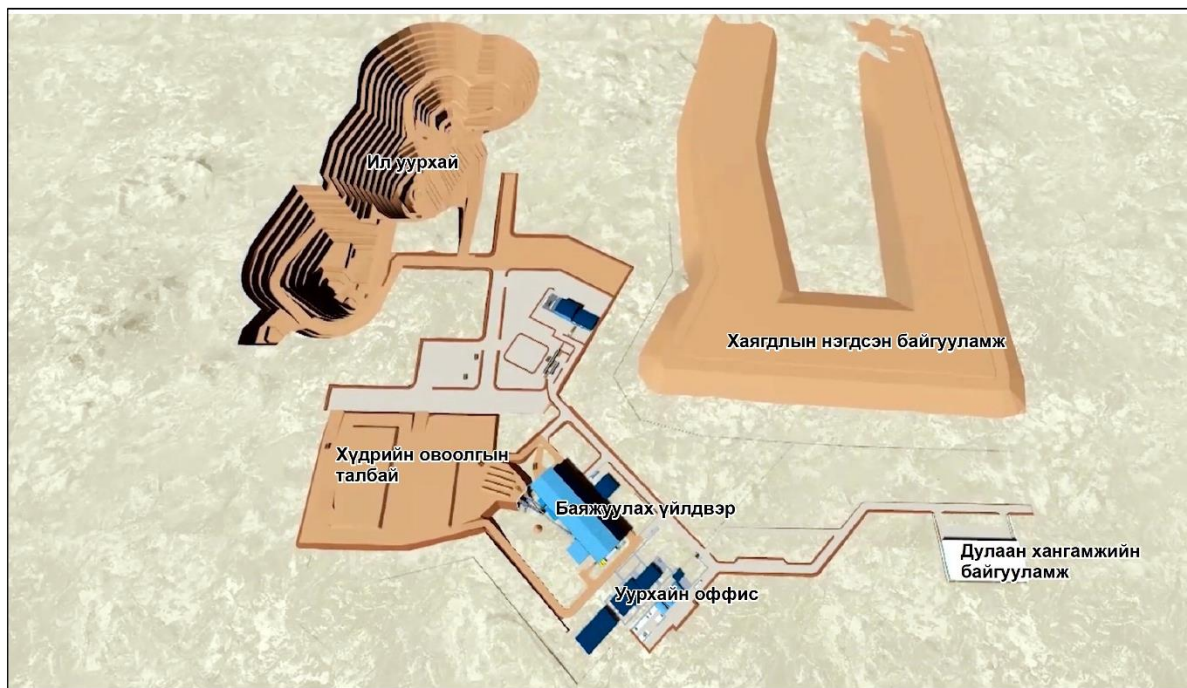 Ил уурхай
Хаягдлын нэгдсэн байгууламж
Хүдрийн овоолгын
талбай
Баяжуулах үйлдвэр
Дулаан хангамжийн
байгууламж
Уурхайн оффис